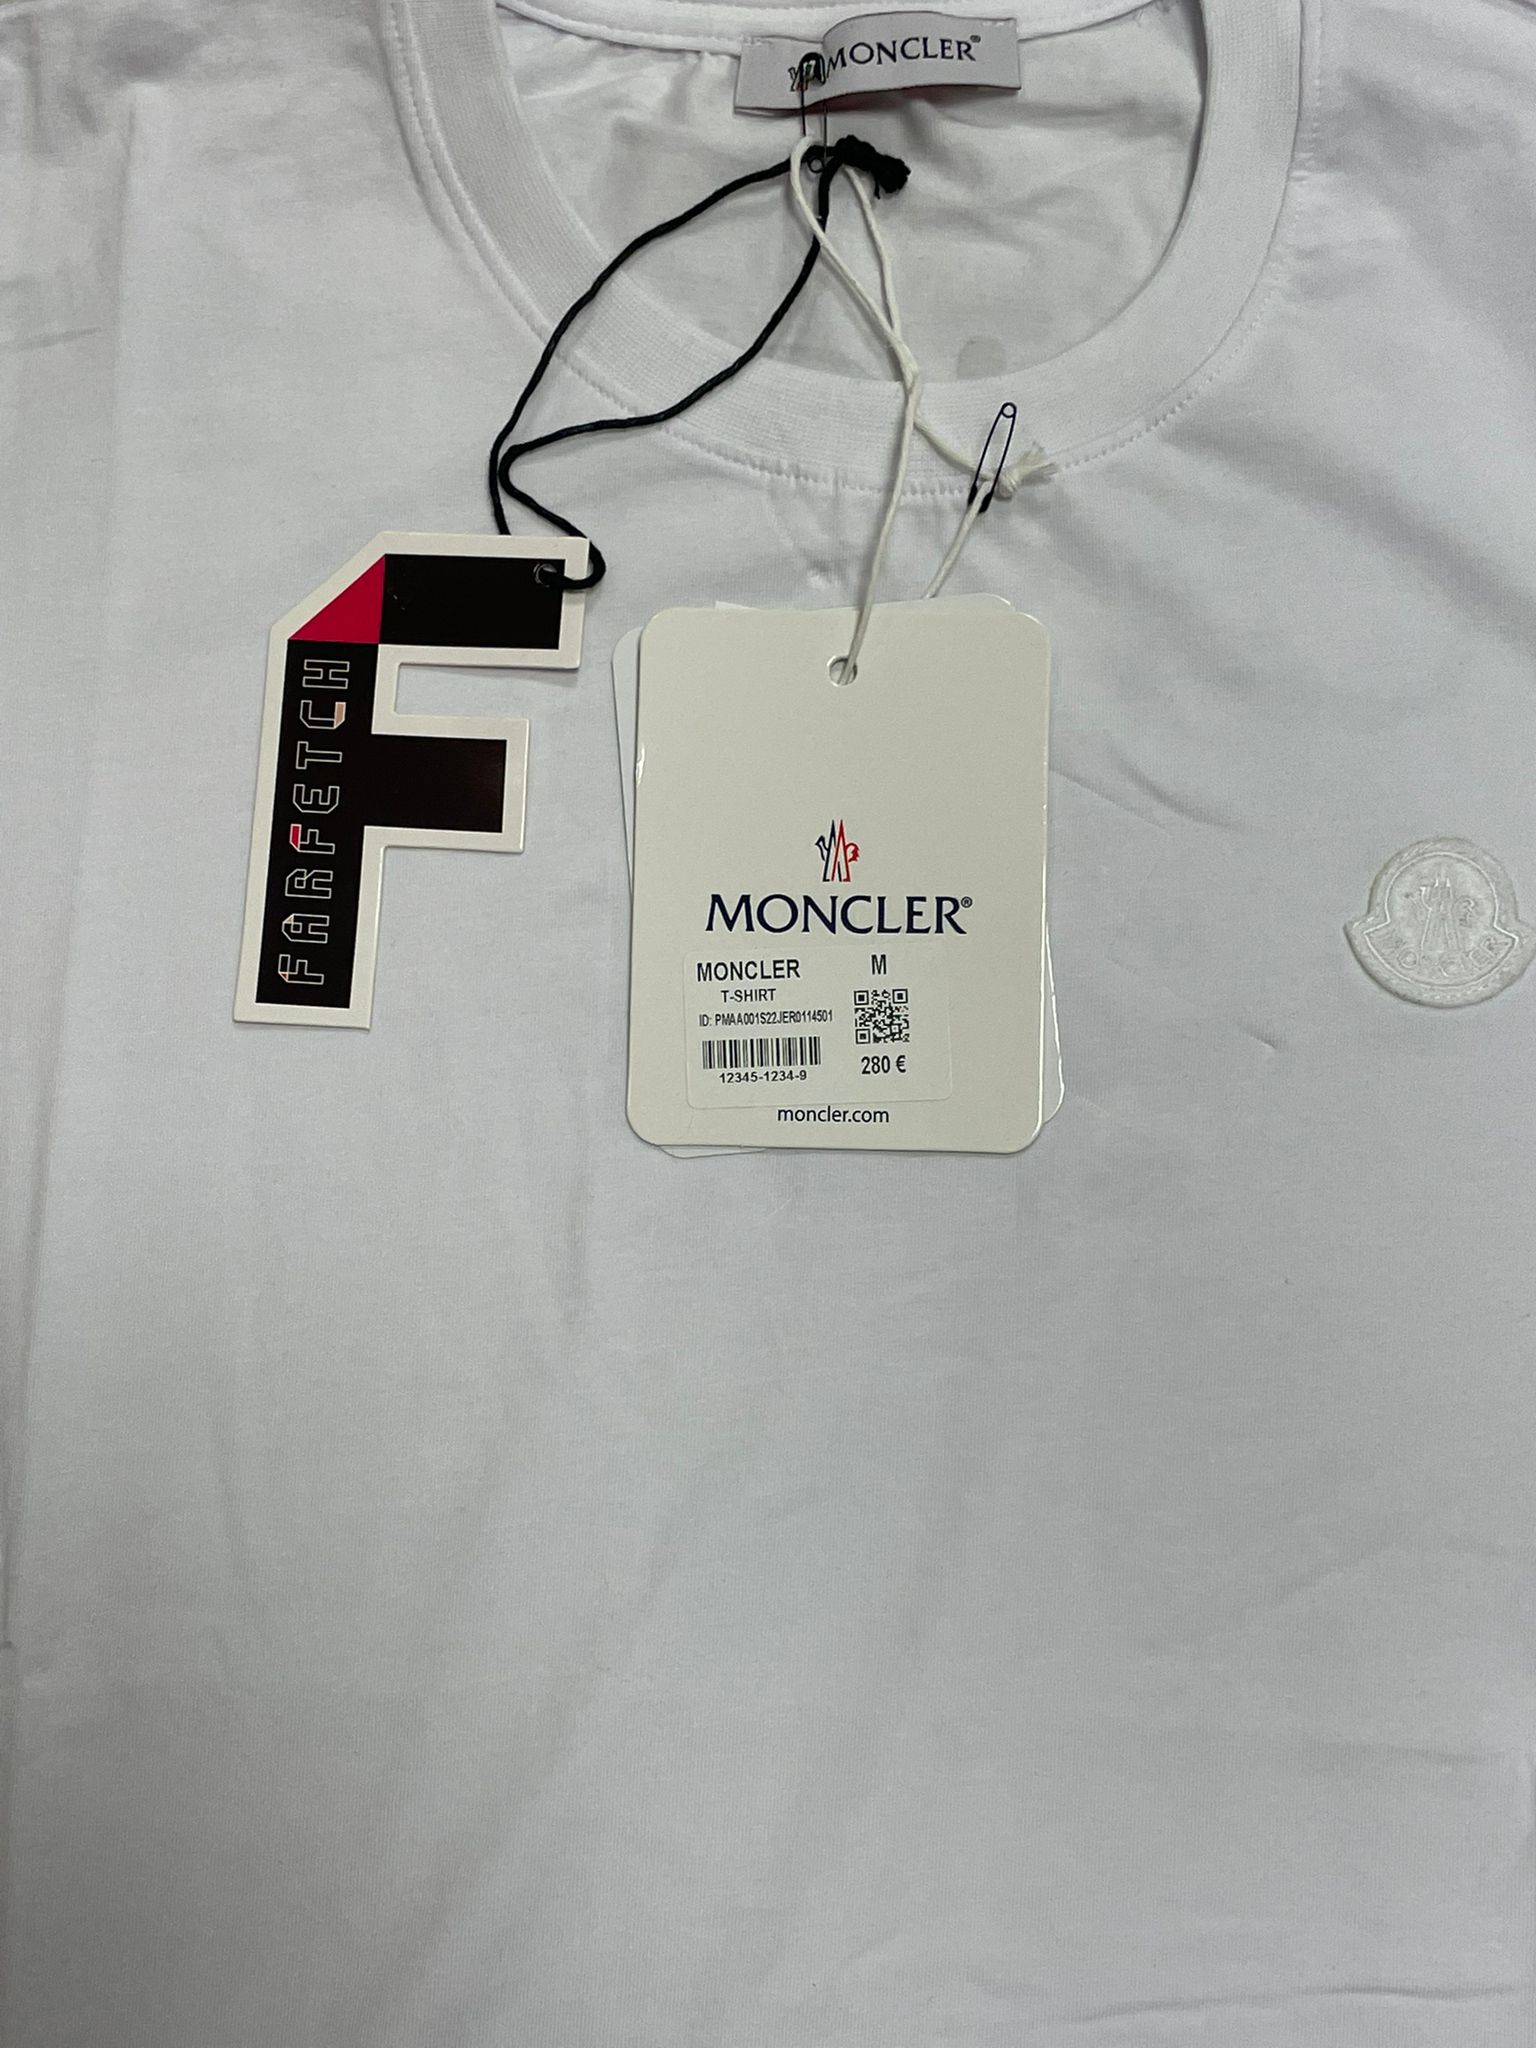 MONCLER®
FARFETCH
MONCLER®
MONCLER M
T-SHIRT
ID: PMAA001S22JER0114501
12345-1234-9
280 €
moncler.com
MONCLER